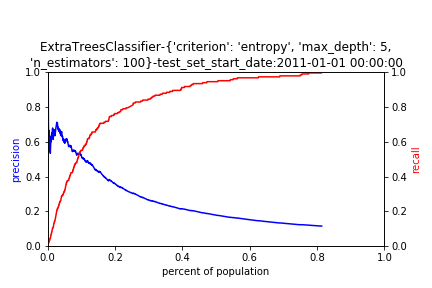 ExtraTreesClassifier-{'criterion': 'entropy', 'max_depth': 5,
'n_estimators': 100}-test_set_start_date:2011-01-01 00:00:00
1.0
0.8
0.6
0.4
0.2
0.0
precision
1.0
0.8
0.6
0.4
0.2
0.0
recall
0.0 0.2 0.4 0.6 0.8 1.0
percent of population